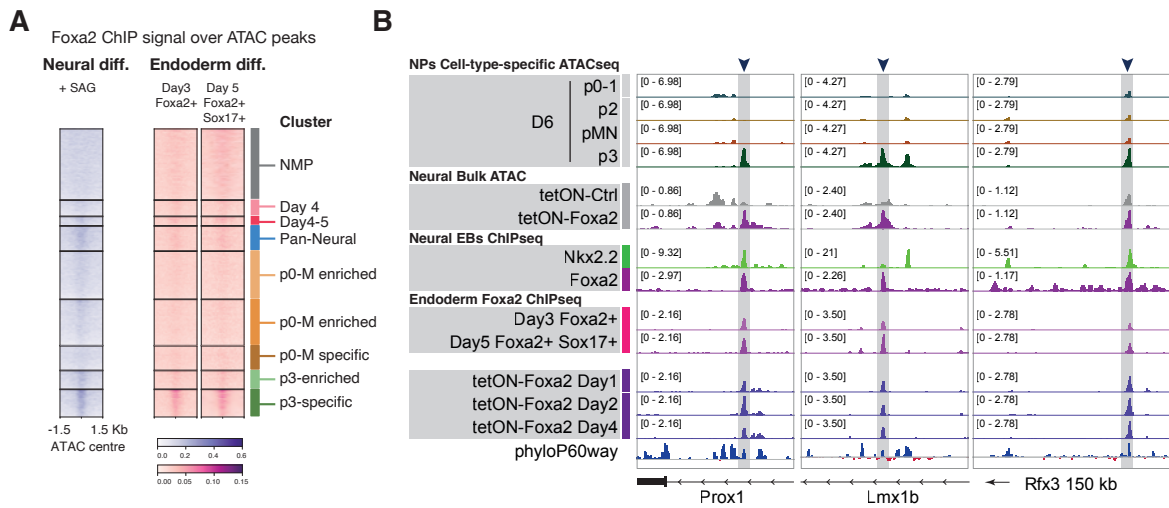 A
Foxa2 ChIP signal over ATAC peaks
Neural diff.
+ SAG
Endoderm diff.
Day3
Foxa2+
Day 5
Foxa2+
Sox17+
Cluster
NMP
Day 4
Day4-5
Pan-Neural
p0-M enriched
p0-M enriched
p0-M specific
p3-enriched
p3-specific
-1.5 1.5 Kb
ATAC centre
0.0 0.2 0.4 0.6
0.00 0.05 0.10 0.15
B
NPs Cell-type-specific ATACseq
D6
p0-1
[0 - 6.98] [0 - 4.27] [0 - 2.79]
p2
[0 - 6.98] [0 - 4.27] [0 - 2.79]
pMN
[0 - 6.98] [0 - 4.27] [0 - 2.79]
p3
[0 - 6.98] [0 - 4.27] [0 - 2.79]
Neural Bulk ATAC
tetON-Ctrl
[0 - 0.86] [0 - 2.40] [0 - 1.12]
tetON-Foxa2
[0 - 0.86] [0 - 2.40] [0 - 1.12]
Neural EBs ChIPseq
Nkx2.2
[0 - 9.32] [0 - 21] [0 - 5.51]
Foxa2
[0 - 2.97] [0 - 2.26] [0 - 1.17]
Endoderm Foxa2 ChIPseq
Day3 Foxa2+
[0 - 2.16] [0 - 3.50] [0 - 2.78]
Day5 Foxa2+ Sox17+
[0 - 2.16] [0 - 3.50] [0 - 2.78]
tetON-Foxa2 Day1
[0 - 2.16] [0 - 3.50] [0 - 2.78]
tetON-Foxa2 Day2
[0 - 2.16] [0 - 3.50] [0 - 2.78]
tetON-Foxa2 Day4
[0 - 2.16] [0 - 3.50] [0 - 2.78]
phyloP60way
Prox1
Lmx1b
Rfx3 150 kb